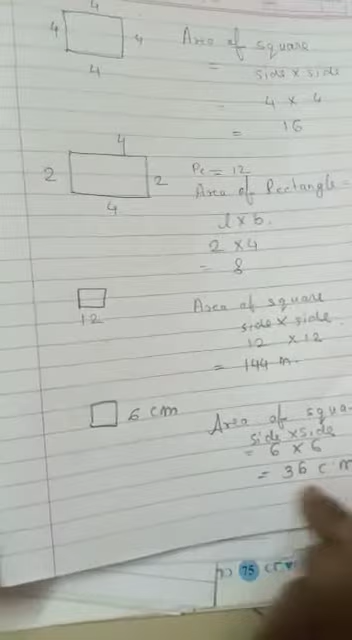 4
4 4
4
Area of square
= side x side
4 x 4
= 16
4
2 2
4
Pe = 12
Area of Rectangle =
l x b.
2 x 4
= 8
12
Area of square
side x side.
12 x 12
= 144 m.
6 cm
Area of squa
side x side
= 6 x 6
= 36 c m
75